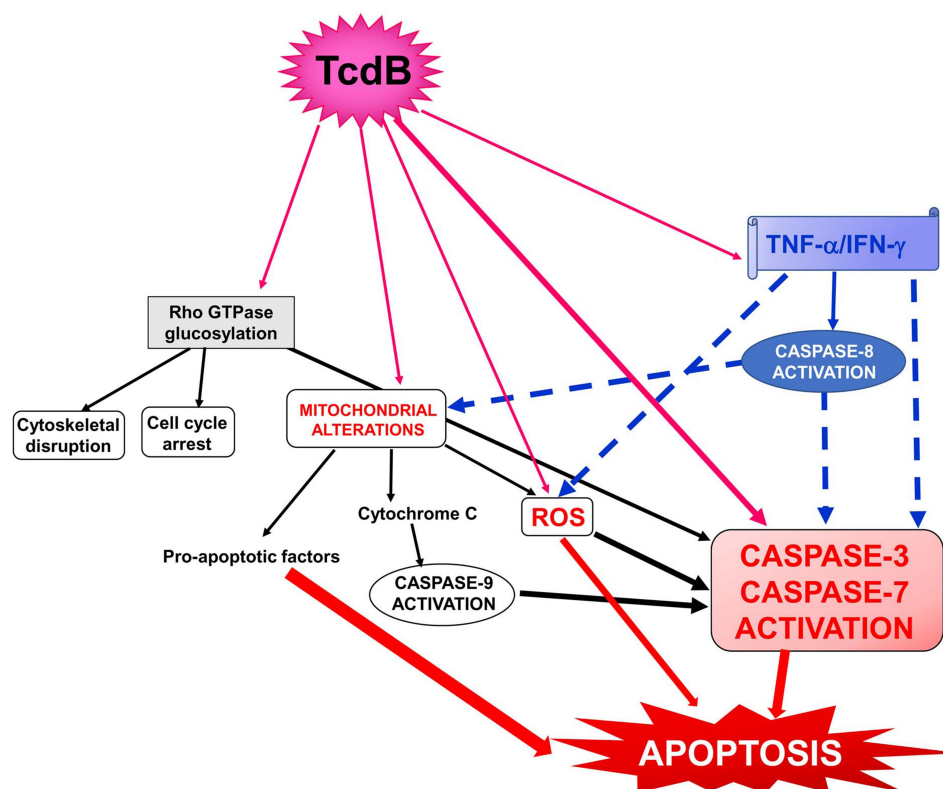 TcdB
TNF-α/IFN-γ
Rho GTPase
glucosylation
CASPASE-8
ACTIVATION
Cytoskeletal
disruption
Cell cycle
arrest
MITOCHONDRIAL
ALTERATIONS
Cytochrome C
ROS
Pro-apoptotic factors
CASPASE-9
ACTIVATION
CASPASE-3
CASPASE-7
ACTIVATION
APOPTOSIS